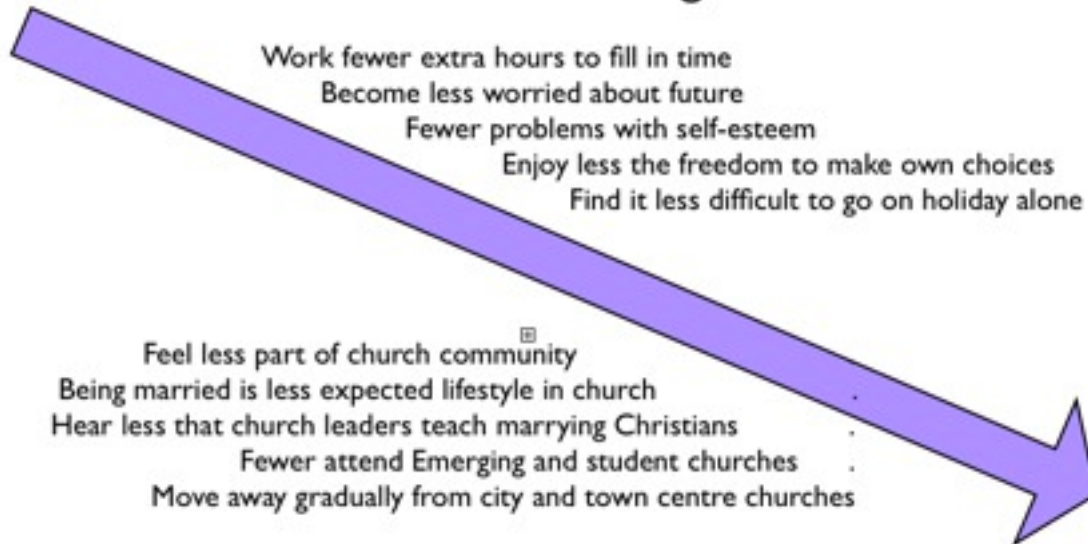 Work fewer extra hours to fill in time
Become less worried about future
Fewer problems with self-esteem
Enjoy less the freedom to make own choices
Find it less difficult to go on holiday alone
Feel less part of church community
Being married is less expected lifestyle in church
Hear less that church leaders teach marrying Christians
Fewer attend Emerging and student churches
Move away gradually from city and town centre churches